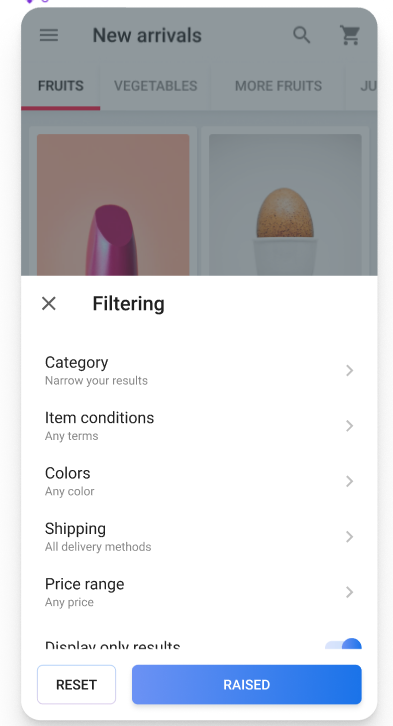 New arrivals
FRUITS
VEGETABLES
MORE FRUITS
JU
Filtering
Category
Narrow your results
Item conditions
Any terms
Colors
Any color
Shipping
All delivery methods
Price range
Any price
Display only results
RESET
RAISED